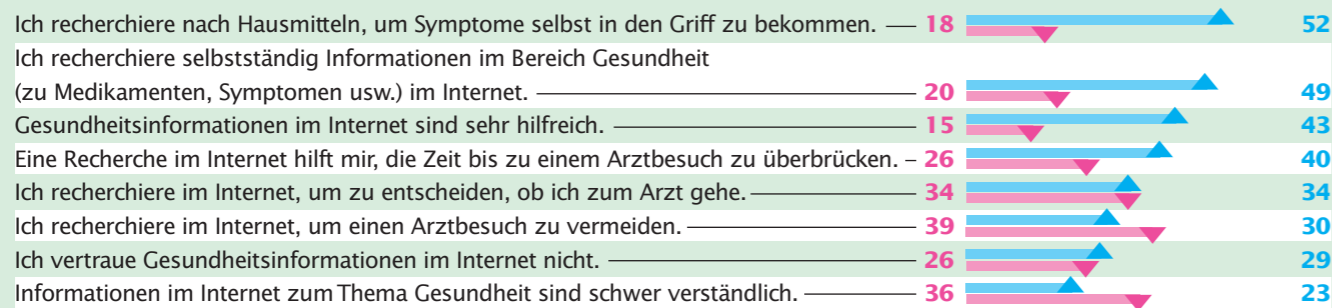 Ich recherchiere nach Hausmitteln, um Symptome selbst in den Griff zu bekommen. 18 52
Ich recherchiere selbstständig Informationen im Bereich Gesundheit
(zu Medikamenten, Symptomen usw.) im Internet. 20 49
Gesundheitsinformationen im Internet sind sehr hilfreich. 15 43
Eine Recherche im Internet hilft mir, die Zeit bis zu einem Arztbesuch zu überbrücken. 26 40
Ich recherchiere im Internet, um zu entscheiden, ob ich zum Arzt gehe. 34 34
Ich recherchiere im Internet, um einen Arztbesuch zu vermeiden. 39 30
Ich vertraue Gesundheitsinformationen im Internet nicht. 26 29
Informationen im Internet zum Thema Gesundheit sind schwer verständlich. 36 23